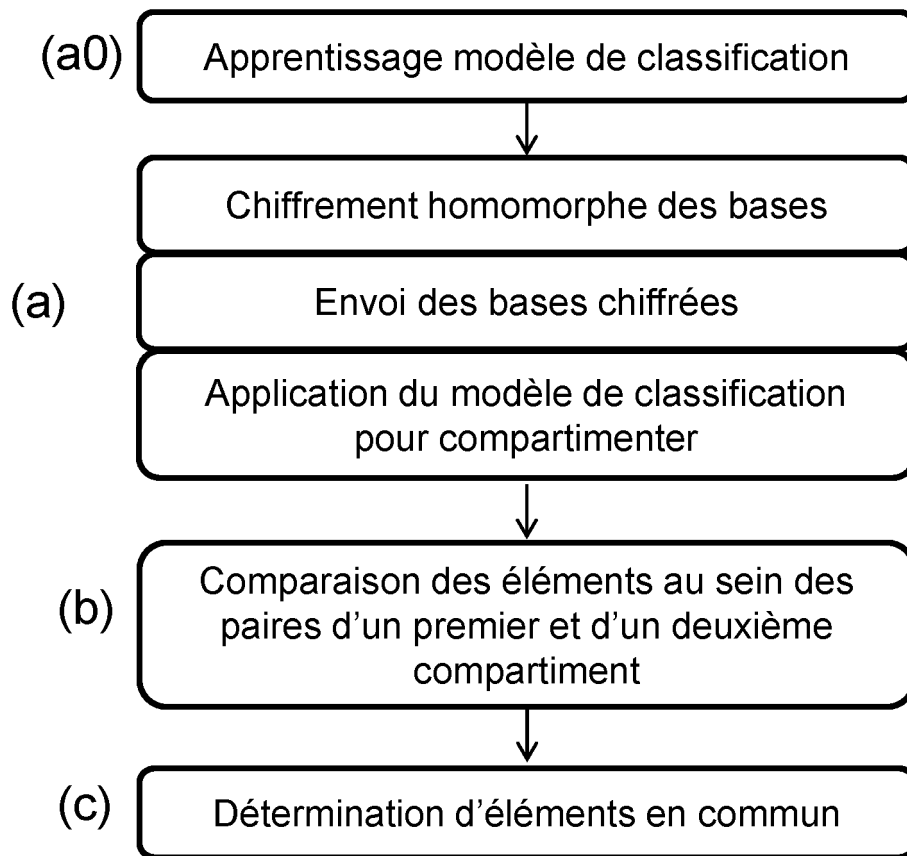 (a0)
Apprentissage modèle de classification
Chiffrement homomorphe des bases
(a)
Envoi des bases chiffrées
Application du modèle de classification
pour compartimenter
(b)
Comparaison des éléments au sein des
paires d’un premier et d’un deuxième
compartiment
(c)
Détermination d’éléments en commun